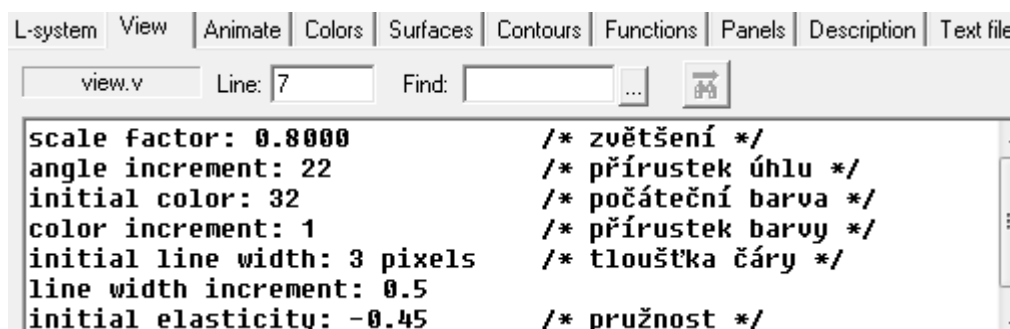 L-system View Animate Colors Surfaces Contours Functions Panels Description Text file
view.v Line: 7 Find: ...
scale factor: 0.8000 /* zvětšení */
angle increment: 22 /* přírustek úhlu */
initial color: 32 /* počáteční barva */
color increment: 1 /* přírustek barvy */
initial line width: 3 pixels /* tloušťka čáry */
line width increment: 0.5
initial elasticity: -0.45 /* pružnost */